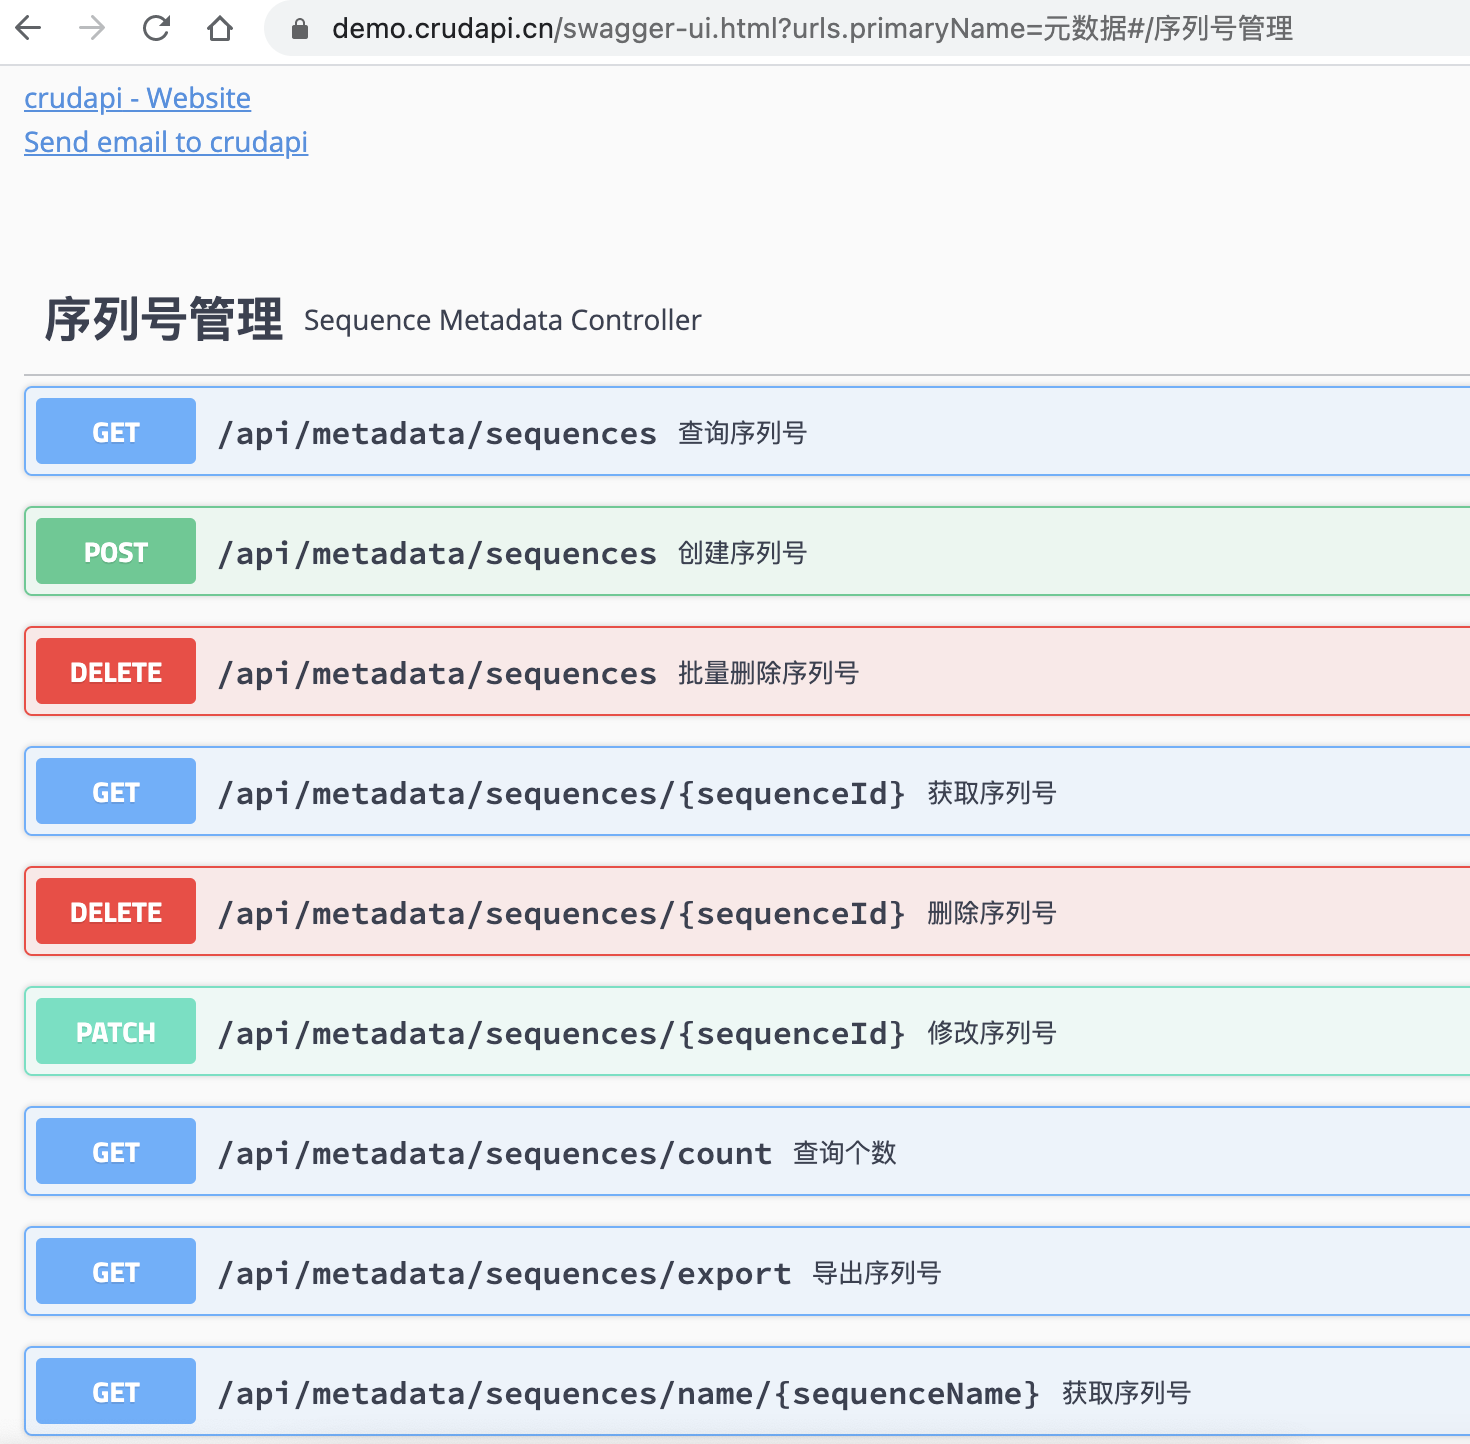 demo.crudapi.cn/swagger-ui.html?urls.primaryName=元数据#/序列号管理
crudapi - Website
Send email to crudapi
序列号管理 Sequence Metadata Controller
GET /api/metadata/sequences 查询序列号
POST /api/metadata/sequences 创建序列号
DELETE /api/metadata/sequences 批量删除序列号
GET /api/metadata/sequences/{sequenceId} 获取序列号
DELETE /api/metadata/sequences/{sequenceId} 删除序列号
PATCH /api/metadata/sequences/{sequenceId} 修改序列号
GET /api/metadata/sequences/count 查询个数
GET /api/metadata/sequences/export 导出序列号
GET /api/metadata/sequences/name/{sequenceName} 获取序列号